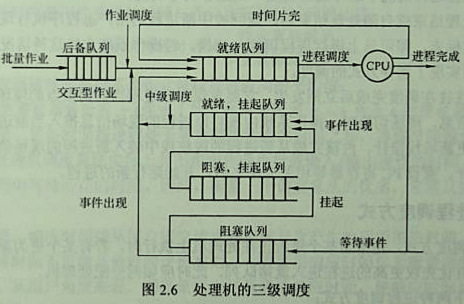 作业调度
时间片完
后备队列
就绪队列
批量作业
进程调度
CPU
进程完成
交互型作业
中级调度
就绪，挂起队列
事件出现
阻塞，挂起队列
事件出现
挂起
阻塞队列
等待事件
图 2.6 处理机的三级调度